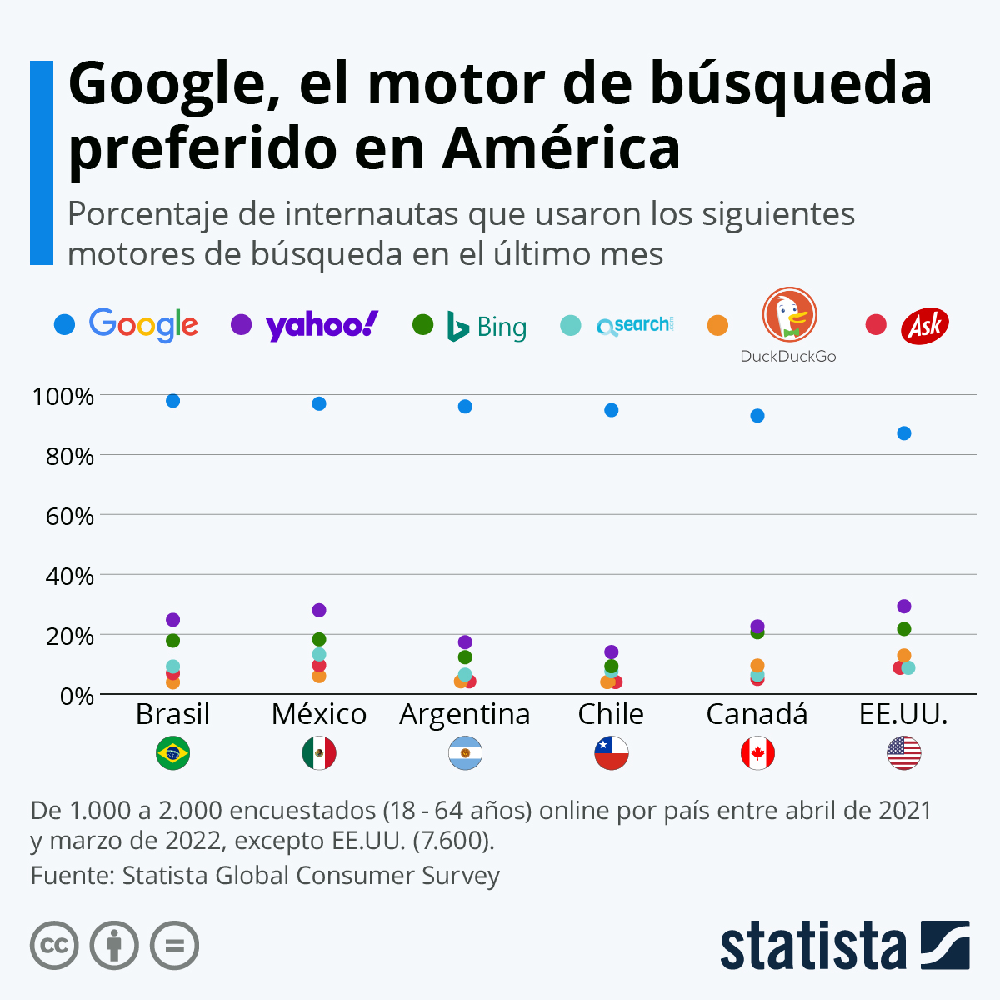 Google, el motor de búsqueda
preferido en América
Porcentaje de internautas que usaron los siguientes
motores de búsqueda en el último mes
Google yahoo! Bing search.com DuckDuckGo Ask
100%
80%
60%
40%
20%
0%
Brasil México Argentina Chile Canadá EE.UU.
De 1.000 a 2.000 encuestados (18 - 64 años) online por país entre abril de 2021
y marzo de 2022, excepto EE.UU. (7.600).
Fuente: Statista Global Consumer Survey
cc statista